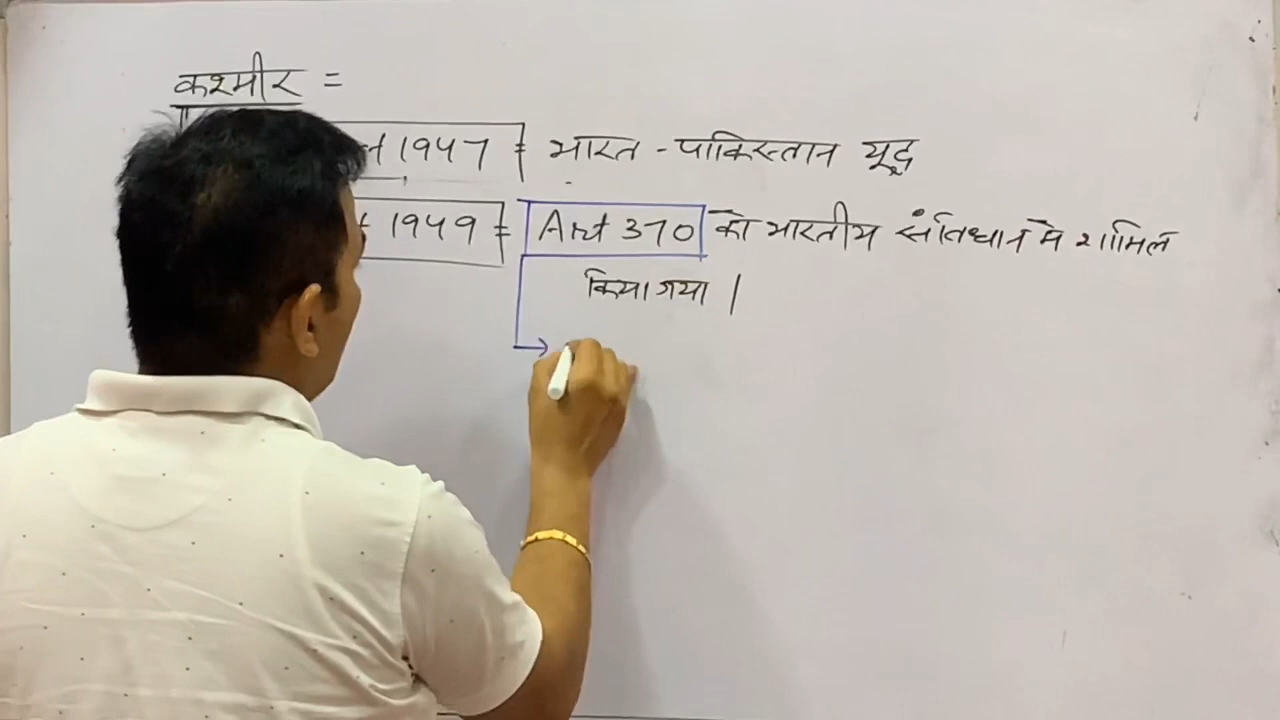 कश्मीर =
1947 = भारत - पाकिस्तान युद्ध
1949 = Art 370 को भारतीय संविधान मे शामिल
किया गया |